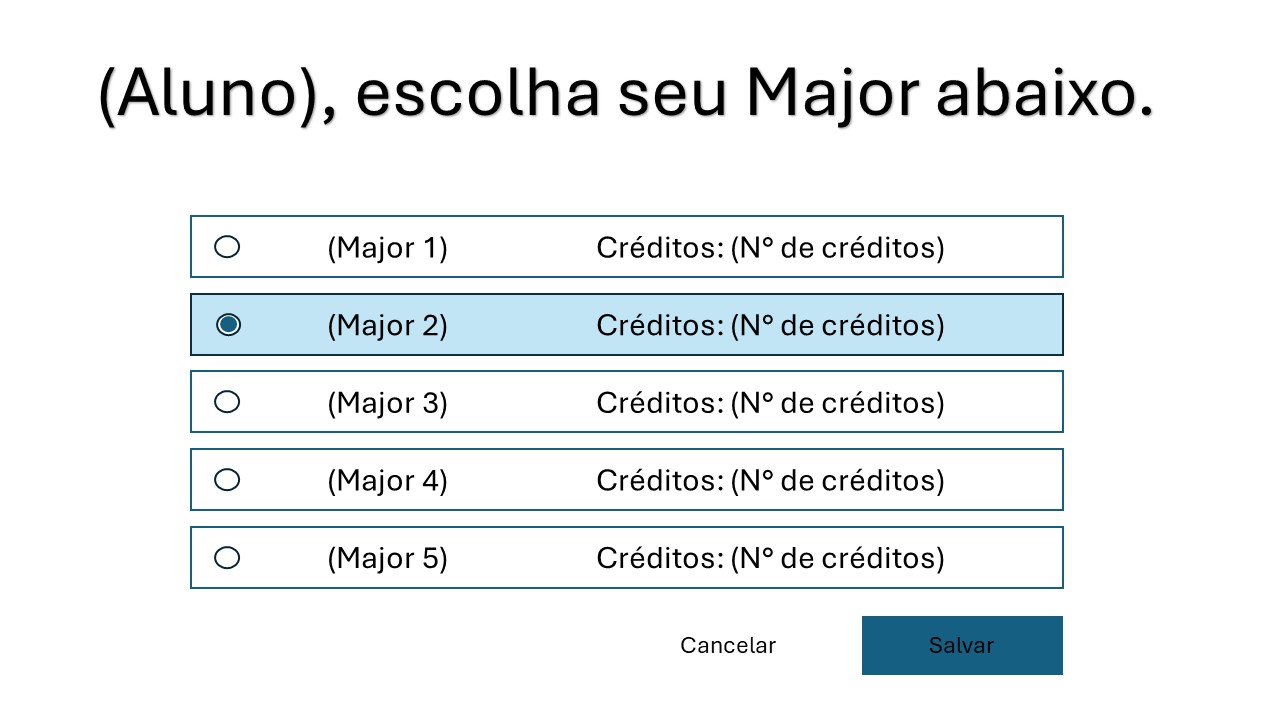 (Aluno), escolha seu Major abaixo.
(Major 1) Créditos: (N° de créditos)
(Major 2) Créditos: (N° de créditos)
(Major 3) Créditos: (N° de créditos)
(Major 4) Créditos: (N° de créditos)
(Major 5) Créditos: (N° de créditos)
Cancelar Salvar